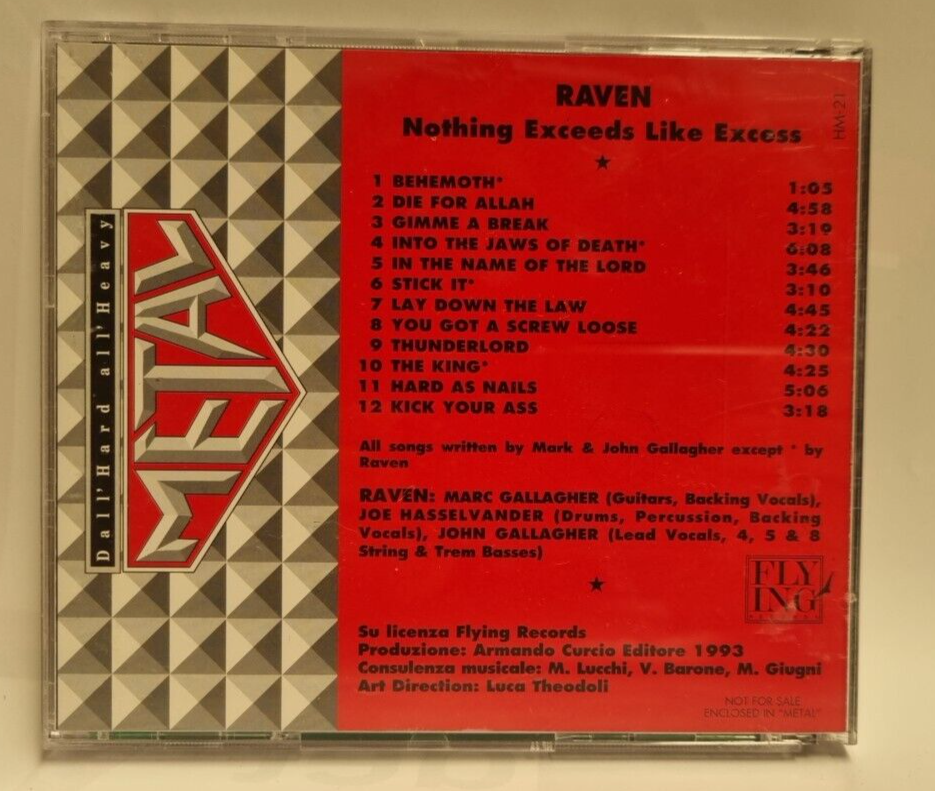 Dall'Hard all'Heavy
METAL
RAVEN
Nothing Exceeds Like Excess
HM-21
1 BEHEMOTH* 1:05
2 DIE FOR ALLAH 4:58
3 GIMME A BREAK 3:19
4 INTO THE JAWS OF DEATH* 6:08
5 IN THE NAME OF THE LORD 3:46
6 STICK IT* 3:10
7 LAY DOWN THE LAW 4:45
8 YOU GOT A SCREW LOOSE 4:22
9 THUNDERLORD 4:30
10 THE KING* 4:25
11 HARD AS NAILS 5:06
12 KICK YOUR ASS 3:18
All songs written by Mark & John Gallagher except * by
Raven
RAVEN: MARC GALLAGHER (Guitars, Backing Vocals),
JOE HASSELVANDER (Drums, Percussion, Backing
Vocals), JOHN GALLAGHER (Lead Vocals, 4, 5 & 8
String & Trem Basses)
FLY
ING
Su licenza Flying Records
Produzione: Armando Curcio Editore 1993
Consulenza musicale: M. Lucchi, V. Barone, M. Giugni
Art Direction: Luca Theodoli
NOT FOR SALE
ENCLOSED IN "METAL"